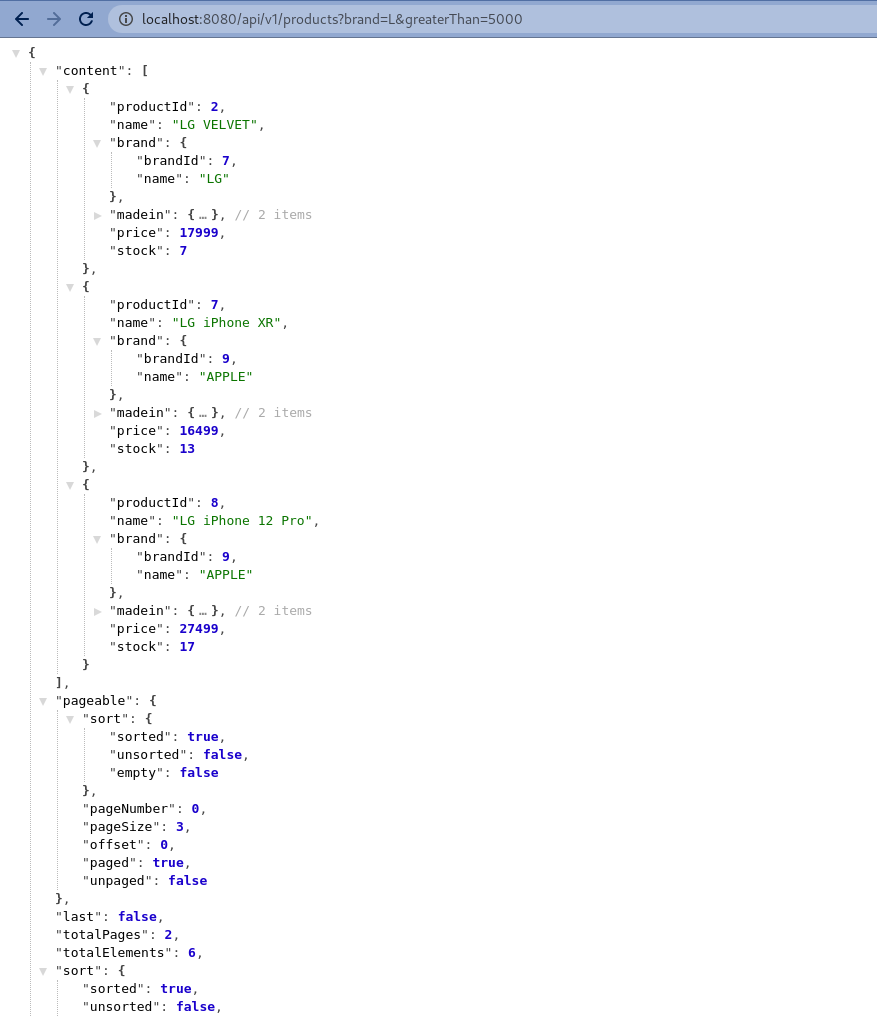 localhost:8080/api/v1/products?brand=L&greaterThan=5000
{
"content": [
{
"productId": 2,
"name": "LG VELVET",
"brand": {
"brandId": 7,
"name": "LG"
},
"madein": { … }, // 2 items
"price": 17999,
"stock": 7
},
{
"productId": 7,
"name": "LG iPhone XR",
"brand": {
"brandId": 9,
"name": "APPLE"
},
"madein": { … }, // 2 items
"price": 16499,
"stock": 13
},
{
"productId": 8,
"name": "LG iPhone 12 Pro",
"brand": {
"brandId": 9,
"name": "APPLE"
},
"madein": { … }, // 2 items
"price": 27499,
"stock": 17
}
],
"pageable": {
"sort": {
"sorted": true,
"unsorted": false,
"empty": false
},
"pageNumber": 0,
"pageSize": 3,
"offset": 0,
"paged": true,
"unpaged": false
},
"last": false,
"totalPages": 2,
"totalElements": 6,
"sort": {
"sorted": true,
"unsorted": false,